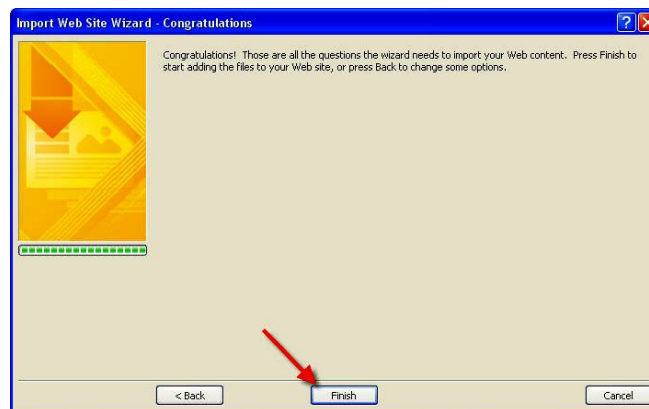 Import Web Site Wizard - Congratulations
Congratulations! Those are all the questions the wizard needs to import your Web content. Press Finish to
start adding the files to your Web site, or press Back to change some options.
< Back Finish Cancel